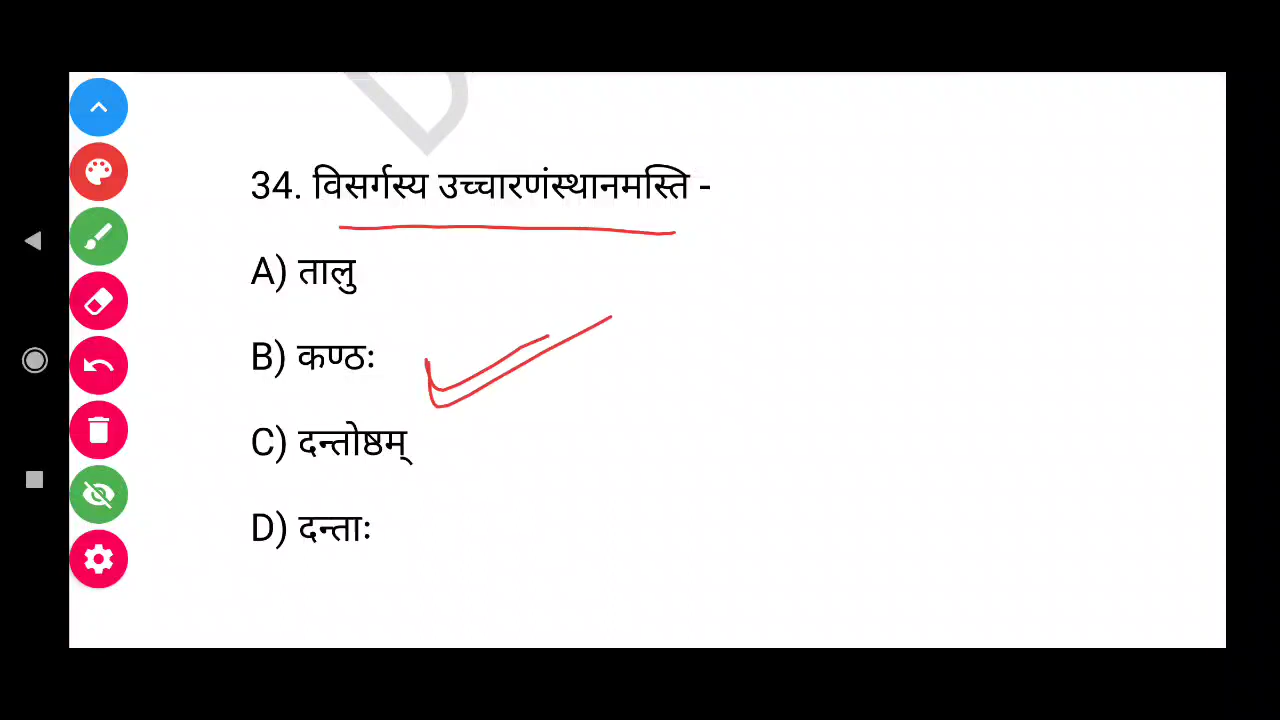 34. विसर्गस्य उच्चारणंस्थानमस्ति -
A) तालु
B) कण्ठः
C) दन्तोष्ठम्
D) दन्ताः